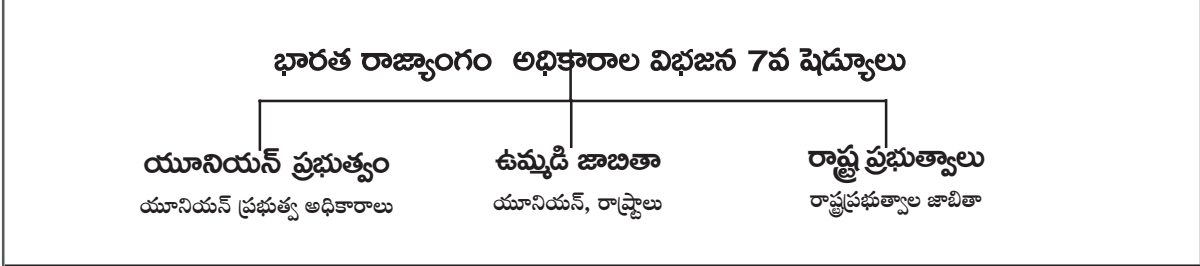 భారత రాజ్యాంగం అధికారాల విభజన 7వ షెడ్యూలు
యూనియన్ ప్రభుత్వం ఉమ్మడి జాబితా రాష్ట్ర ప్రభుత్వాలు
యూనియన్ ప్రభుత్వ అధికారాలు యూనియన్, రాష్ట్రాలు రాష్ట్రప్రభుత్వాల జాబితా